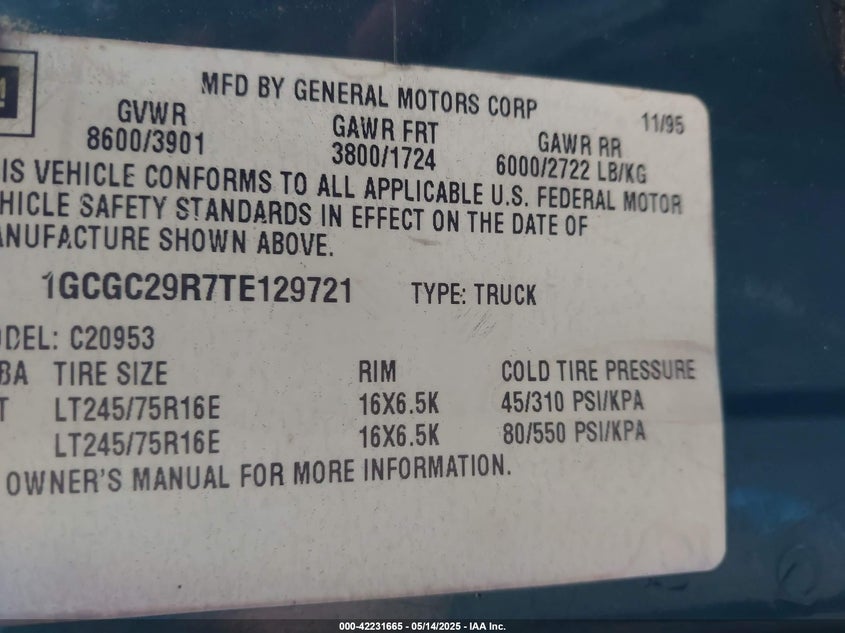 MFD BY GENERAL MOTORS CORP 11/95
GVWR GAWR FRT GAWR RR
8600/3901 3800/1724 6000/2722 LB/KG
IS VEHICLE CONFORMS TO ALL APPLICABLE U.S. FEDERAL MOTOR
HICLE SAFETY STANDARDS IN EFFECT ON THE DATE OF
ANUFACTURE SHOWN ABOVE.
1GCGC29R7TE129721 TYPE: TRUCK
ODEL: C20953
BA TIRE SIZE RIM COLD TIRE PRESSURE
T LT245/75R16E 16X6.5K 45/310 PSI/KPA
LT245/75R16E 16X6.5K 80/550 PSI/KPA
OWNER'S MANUAL FOR MORE INFORMATION.
000-42231665 - 05/14/2025 - IAA Inc.